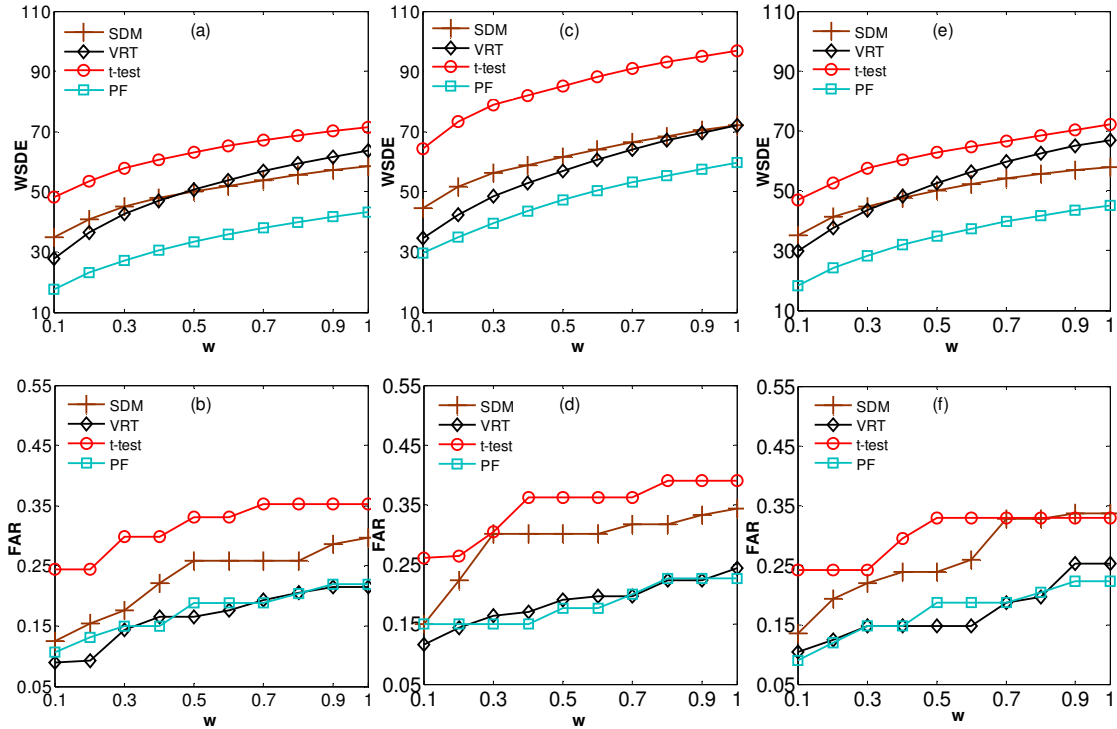 110
90
70
50
30
10
WSDE
(a)
SDM
VRT
t-test
PF
0.1
0.3
0.5
0.7
0.9
1
w
110
90
70
50
30
10
WSDE
(c)
SDM
VRT
t-test
PF
0.1
0.3
0.5
0.7
0.9
1
w
110
90
70
50
30
10
WSDE
(e)
SDM
VRT
t-test
PF
0.1
0.3
0.5
0.7
0.9
1
w
0.55
0.45
0.35
0.25
0.15
0.05
FAR
(b)
SDM
VRT
t-test
PF
0.1
0.3
0.5
0.7
0.9
1
w
0.55
0.45
0.35
0.25
0.15
0.05
FAR
(d)
SDM
VRT
t-test
PF
0.1
0.3
0.5
0.7
0.9
1
w
0.55
0.45
0.35
0.25
0.15
0.05
FAR
(f)
SDM
VRT
t-test
PF
0.1
0.3
0.5
0.7
0.9
1
w